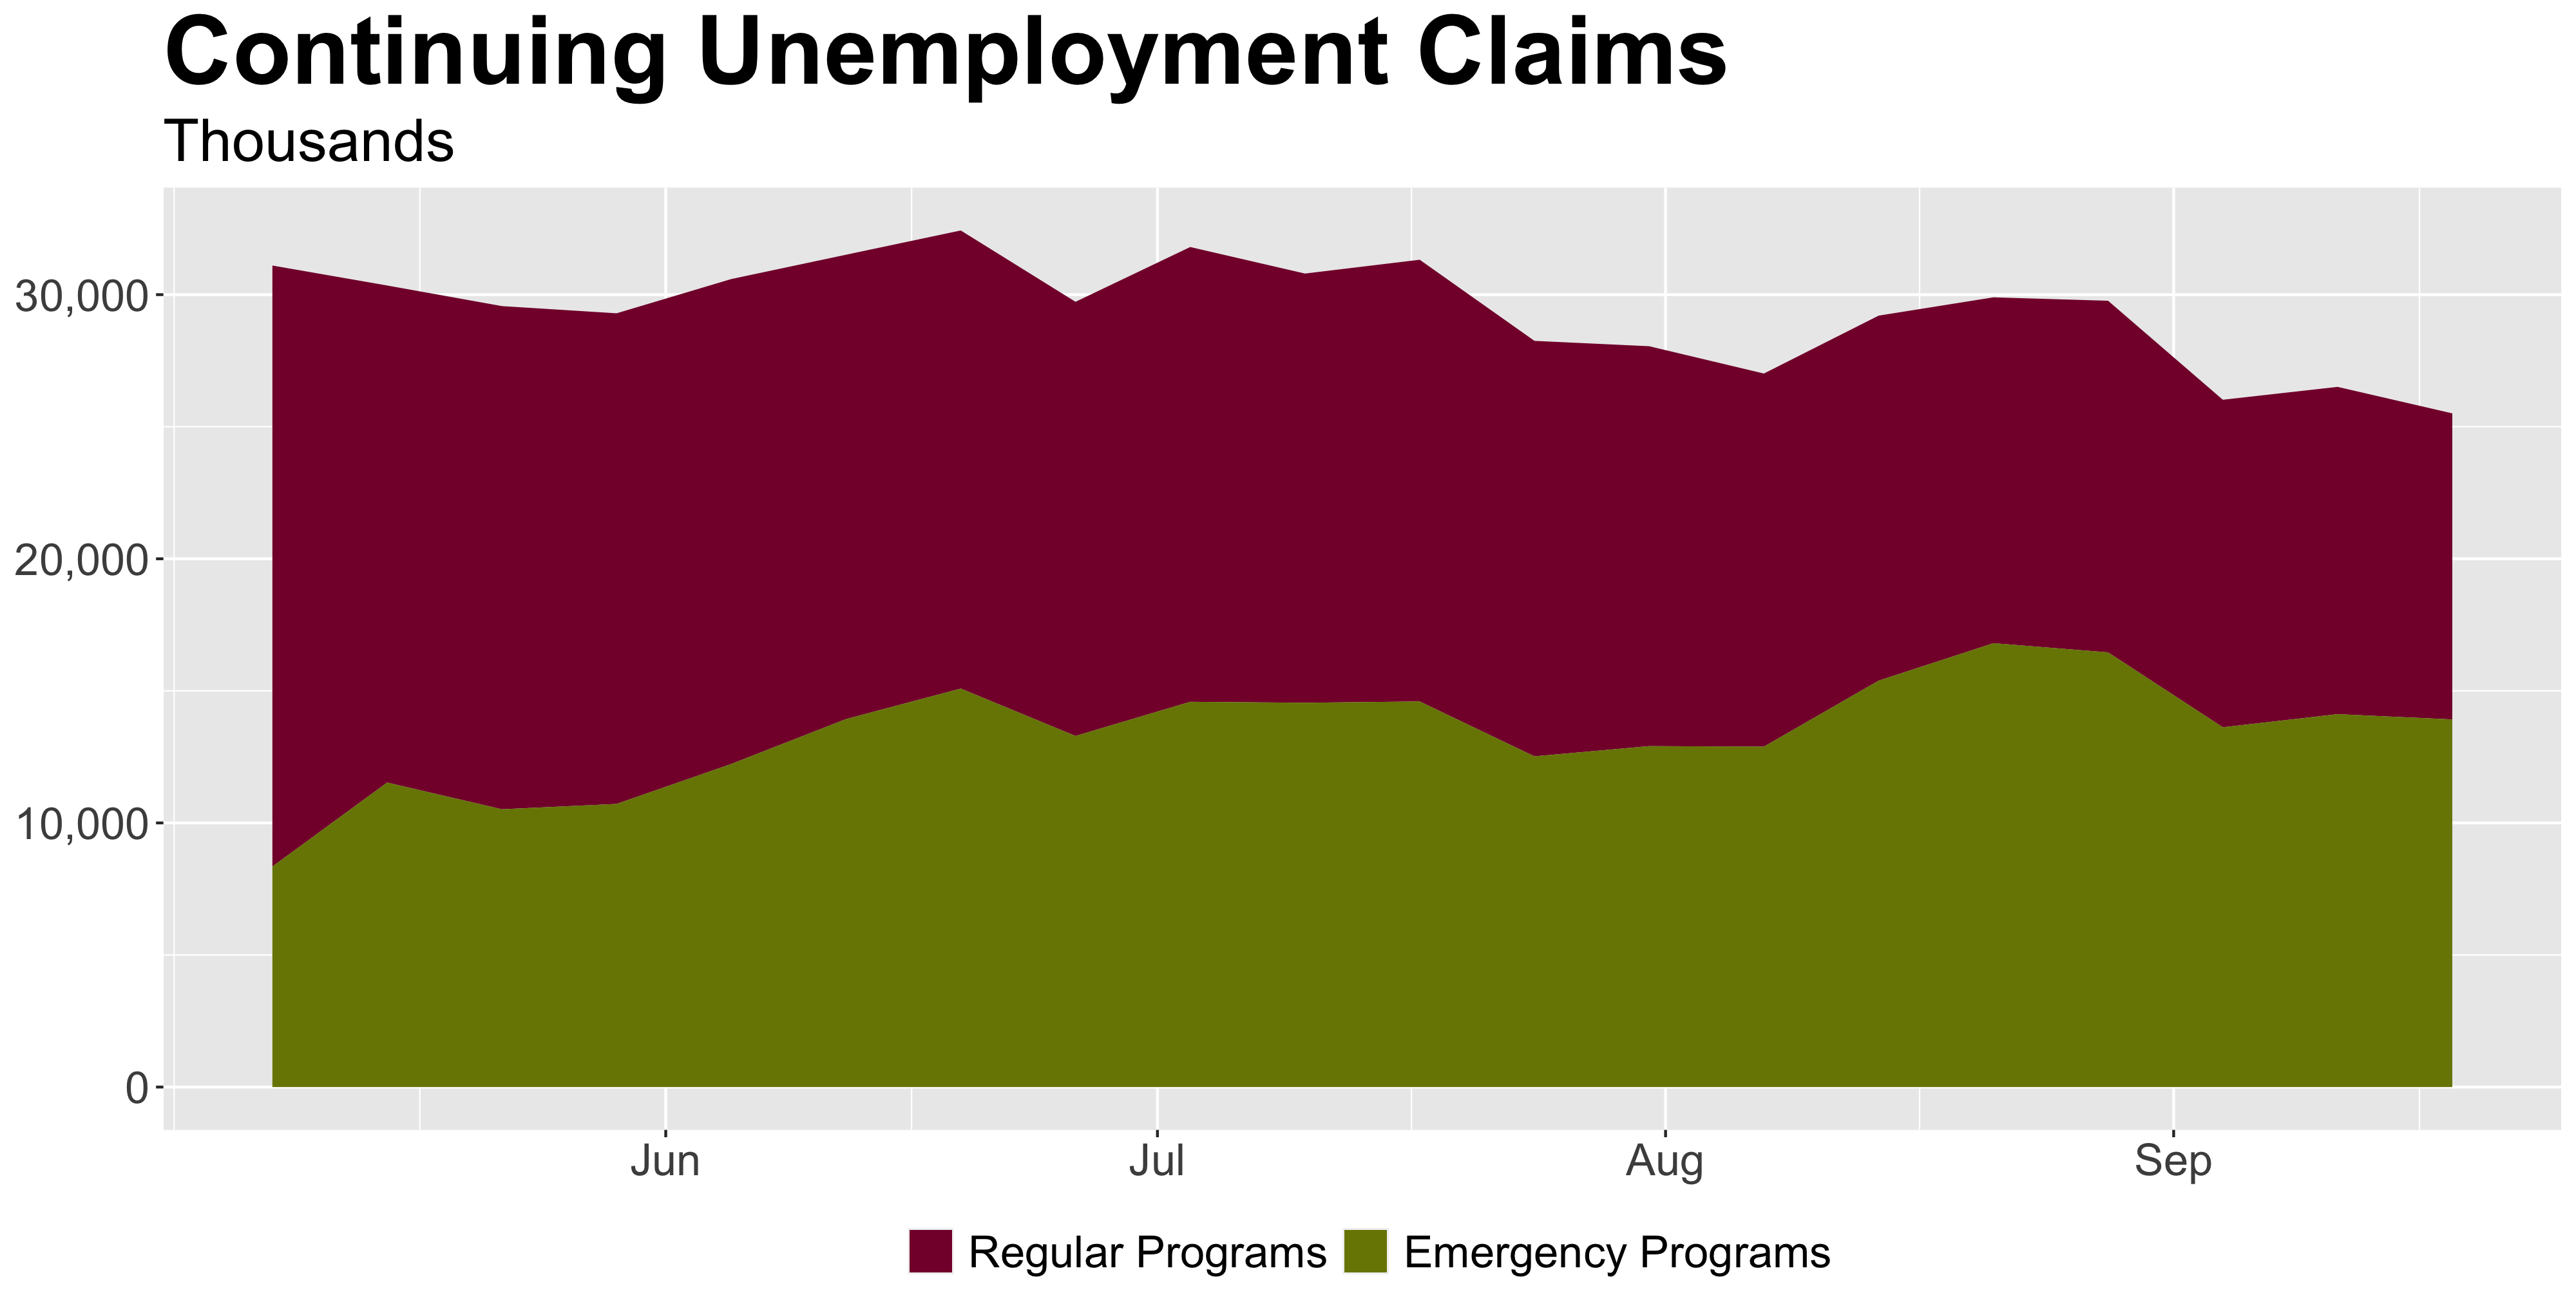 Continuing Unemployment Claims
Thousands
30,000
20,000
10,000
0
Jun Jul Aug Sep
Regular Programs Emergency Programs